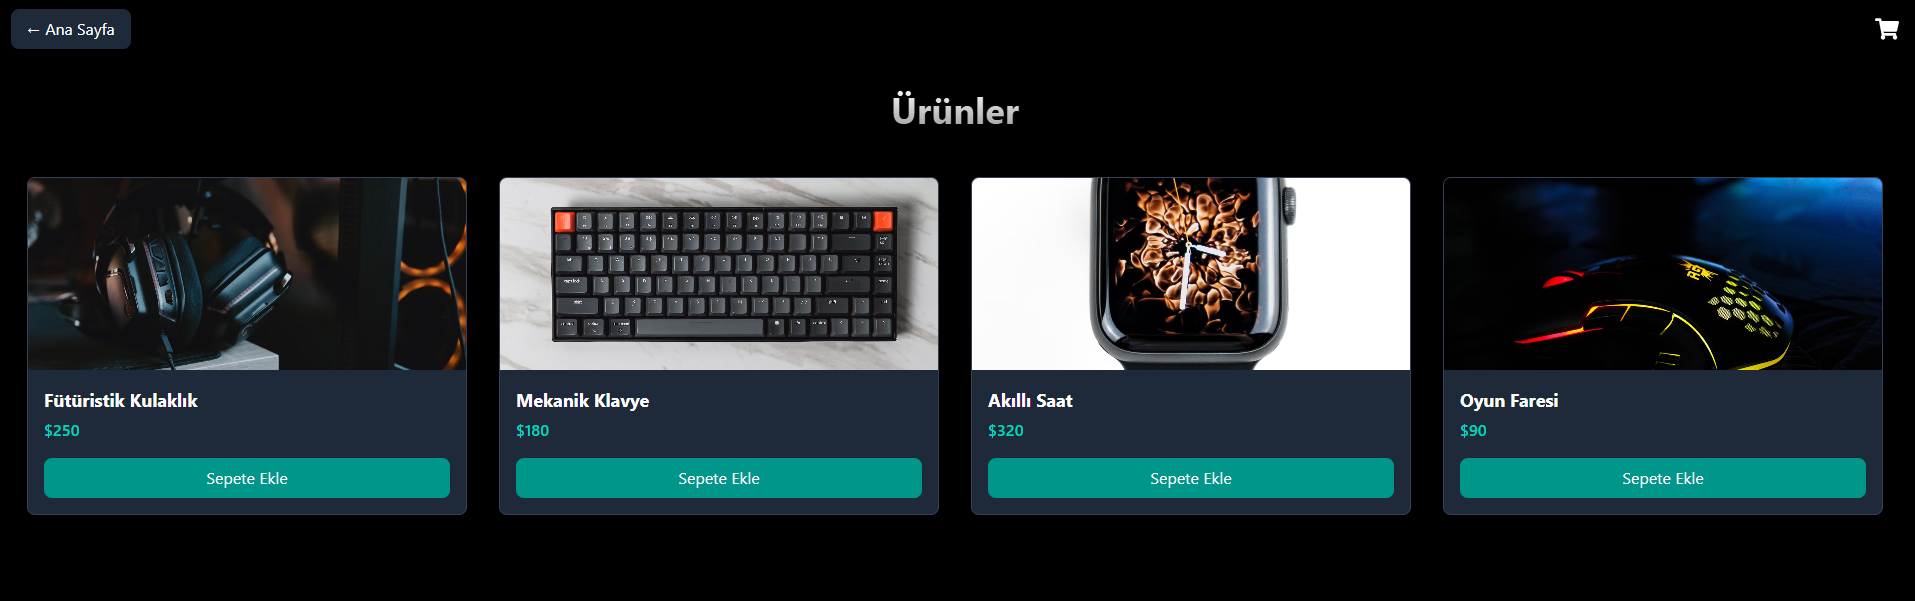 ← Ana Sayfa
Ürünler
Fütüristik Kulaklık
$250
Sepete Ekle
Mekanik Klavye
$180
Sepete Ekle
Akıllı Saat
$320
Sepete Ekle
Oyun Faresi
$90
Sepete Ekle